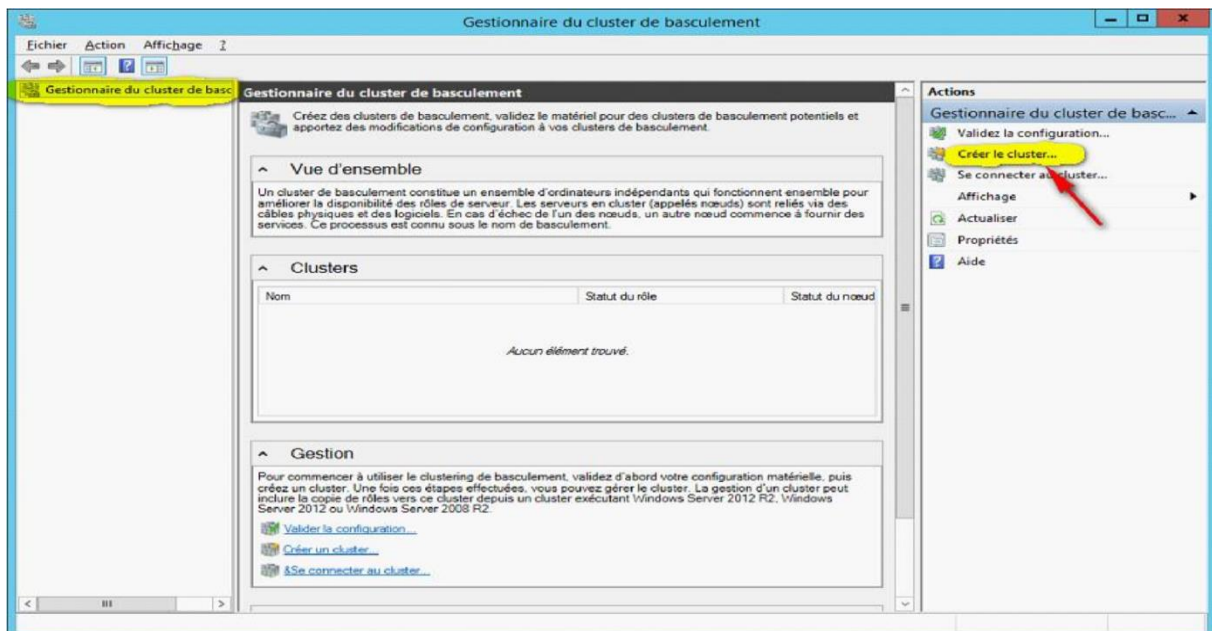 Gestionnaire du cluster de basculement
Fichier Action Affichage ?
Gestionnaire du cluster de basc
Gestionnaire du cluster de basculement
Créez des clusters de basculement, validez le matériel pour des clusters de basculement potentiels et
apportez des modifications de configuration à vos clusters de basculement.
Vue d'ensemble
Un cluster de basculement constitue un ensemble d'ordinateurs indépendants qui fonctionnent ensemble pour
améliorer la disponibilité des rôles de serveur. Les serveurs en cluster (appelés nœuds) sont reliés via des
câbles physiques et des logiciels. En cas d'échec de l'un des nœuds, un autre nœud commence à fournir des
services. Ce processus est connu sous le nom de basculement.
Clusters
Nom Statut du rôle Statut du nœud
Aucun élément trouvé.
Gestion
Pour commencer à utiliser le clustering de basculement, validez d'abord votre configuration matérielle, puis
créez un cluster. Une fois ces étapes effectuées, vous pouvez gérer le cluster. La gestion d'un cluster peut
inclure la copie de rôles vers ce cluster depuis un cluster exécutant Windows Server 2012 R2, Windows
Server 2012 ou Windows Server 2008 R2.
Valider la configuration...
Créer un cluster...
&Se connecter au cluster...
Actions
Gestionnaire du cluster de basc...
Validez la configuration...
Créer le cluster...
Se connecter au cluster...
Affichage
Actualiser
Propriétés
Aide